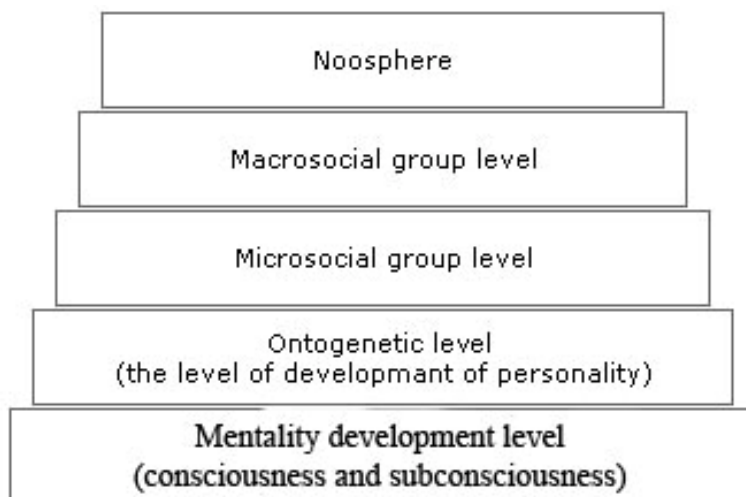 Noosphere
Macrosocial group level
Microsocial group level
Ontogenetic level
(the level of developmant of personality)
Mentality development level
(consciousness and subconsciousness)